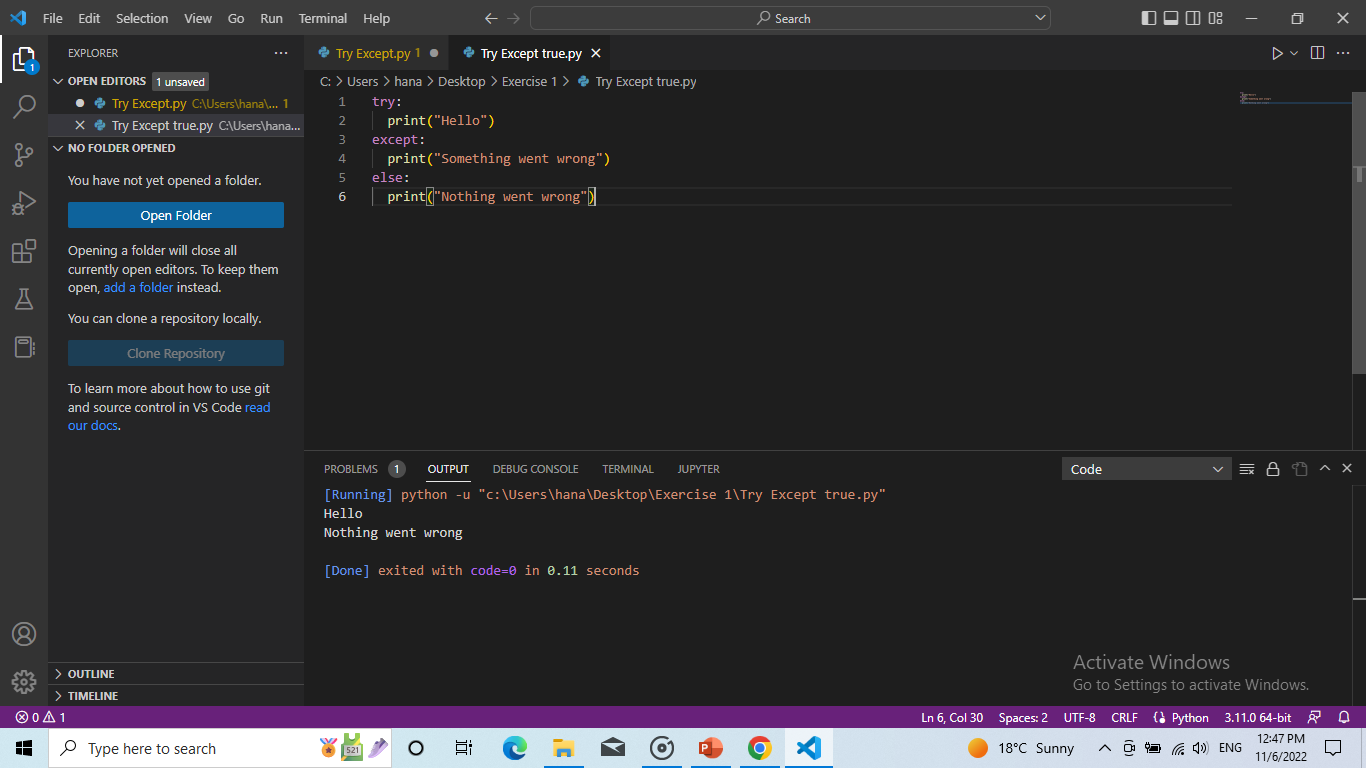 File Edit Selection View Go Run Terminal Help
Search
EXPLORER
Try Except.py 1
Try Except true.py
OPEN EDITORS 1 unsaved
C: > Users > hana > Desktop > Exercise 1 > Try Except true.py
1
Try Except.py C:\Users\hana\... 1
Try Except true.py C:\Users\hana...
NO FOLDER OPENED
You have not yet opened a folder.
Open Folder
Opening a folder will close all
currently open editors. To keep them
open, add a folder instead.
You can clone a repository locally.
Clone Repository
To learn more about how to use git
and source control in VS Code read
our docs.
OUTLINE
TIMELINE
1 try:
2 print("Hello")
3 except:
4 print("Something went wrong")
5 else:
6 print("Nothing went wrong")
PROBLEMS 1 OUTPUT DEBUG CONSOLE TERMINAL JUPYTER
Code
[Running] python -u "c:\Users\hana\Desktop\Exercise 1\Try Except true.py"
Hello
Nothing went wrong
[Done] exited with code=0 in 0.11 seconds
Activate Windows
Go to Settings to activate Windows.
0 1
Ln 6, Col 30 Spaces: 2 UTF-8 CRLF Python 3.11.0 64-bit
Type here to search
521
18°C Sunny
ENG
12:47 PM
11/6/2022